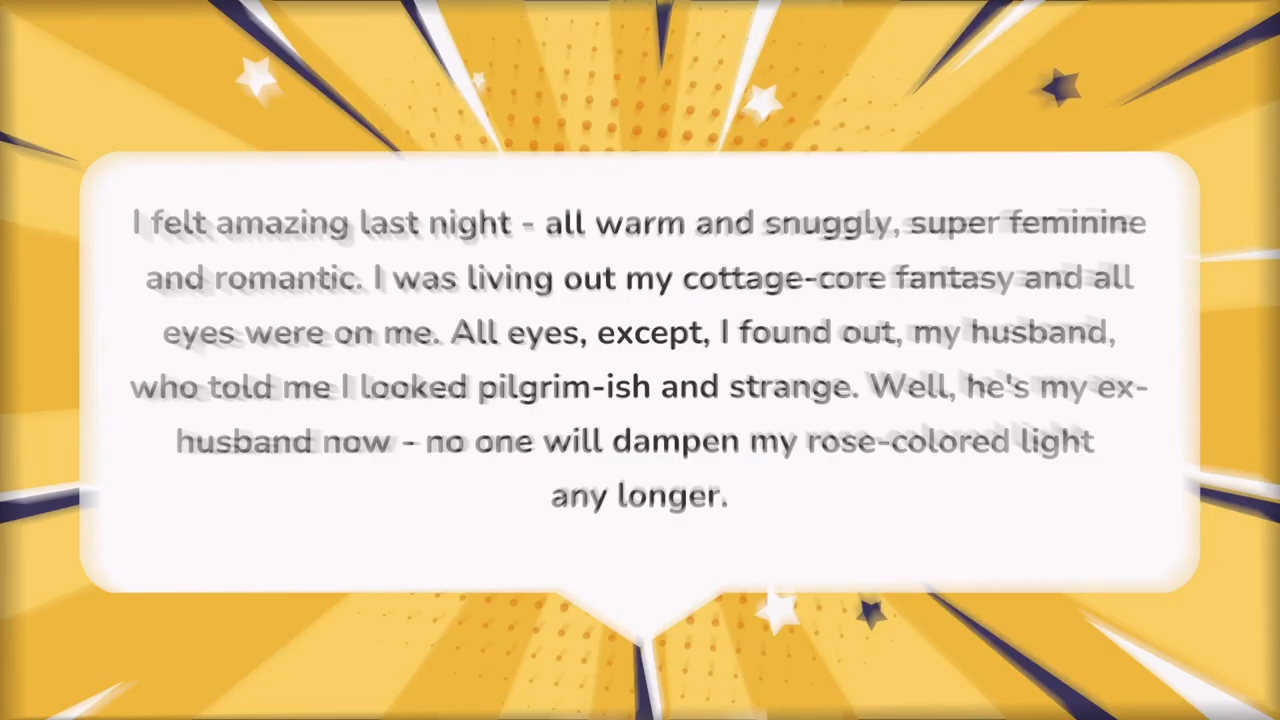 I felt amazing last night - all warm and snuggly, super feminine
and romantic. I was living out my cottage-core fantasy and all
eyes were on me. All eyes, except, I found out, my husband,
who told me I looked pilgrim-ish and strange. Well, he's my ex-
husband now - no one will dampen my rose-colored light
any longer.